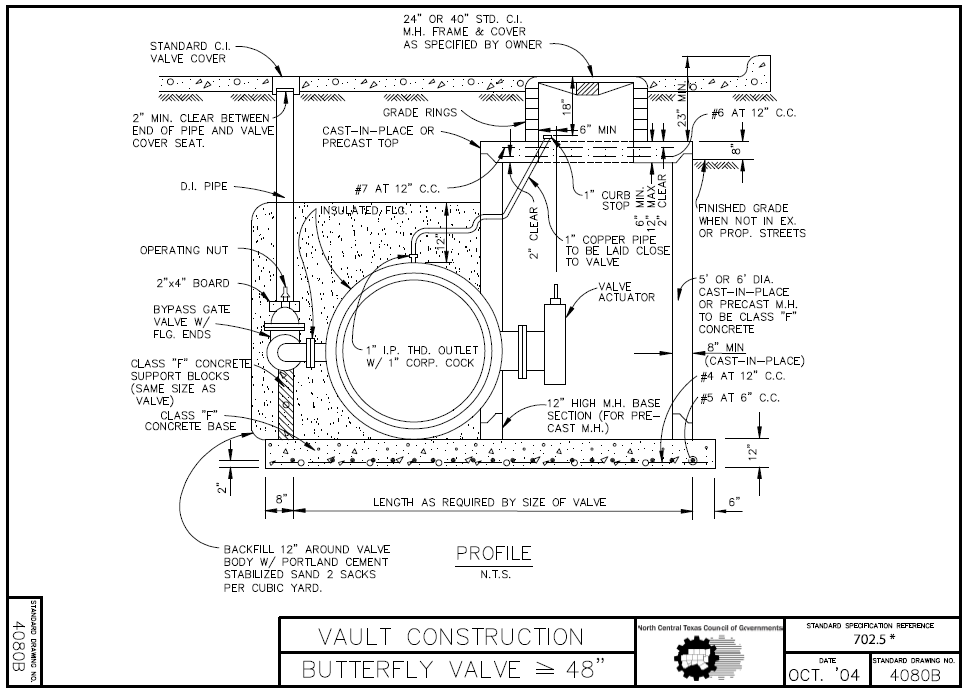 24" OR 40" STD. C.I.
M.H. FRAME & COVER
AS SPECIFIED BY OWNER
STANDARD C.I.
VALVE COVER
2" MIN. CLEAR BETWEEN
END OF PIPE AND VALVE
COVER SEAT.
GRADE RINGS
CAST-IN-PLACE OR
PRECAST TOP
18"
6" MIN
23" MIN.
#6 AT 12" C.C.
8"
D.I. PIPE
#7 AT 12" C.C.
INSULATED FLG.
12"
2" CLEAR
1" CURB
STOP
6" MIN.
12" MAX
2" CLEAR
FINISHED GRADE
WHEN NOT IN EX.
OR PROP. STREETS
1" COPPER PIPE
TO BE LAID CLOSE
TO VALVE
OPERATING NUT
2"x4" BOARD
BYPASS GATE
VALVE W/
FLG. ENDS
VALVE
ACTUATOR
5' OR 6' DIA.
CAST-IN-PLACE
OR PRECAST M.H.
TO BE CLASS "F"
CONCRETE
1" I.P. THD. OUTLET
W/ 1" CORP. COCK
8" MIN
(CAST-IN-PLACE)
CLASS "F" CONCRETE
SUPPORT BLOCKS
(SAME SIZE AS
VALVE)
#4 AT 12" C.C.
#5 AT 6" C.C.
12" HIGH M.H. BASE
SECTION (FOR PRE-
CAST M.H.)
CLASS "F"
CONCRETE BASE
12"
2"
8"
LENGTH AS REQUIRED BY SIZE OF VALVE
6"
BACKFILL 12" AROUND VALVE
BODY W/ PORTLAND CEMENT
STABILIZED SAND 2 SACKS
PER CUBIC YARD.
PROFILE
N.T.S.
STANDARD DRAWING NO.
4080B
VAULT CONSTRUCTION
BUTTERFLY VALVE ≥ 48"
North Central Texas Council of Governments
STANDARD SPECIFICATION REFERENCE
702.5 *
DATE
OCT. '04
STANDARD DRAWING NO.
4080B